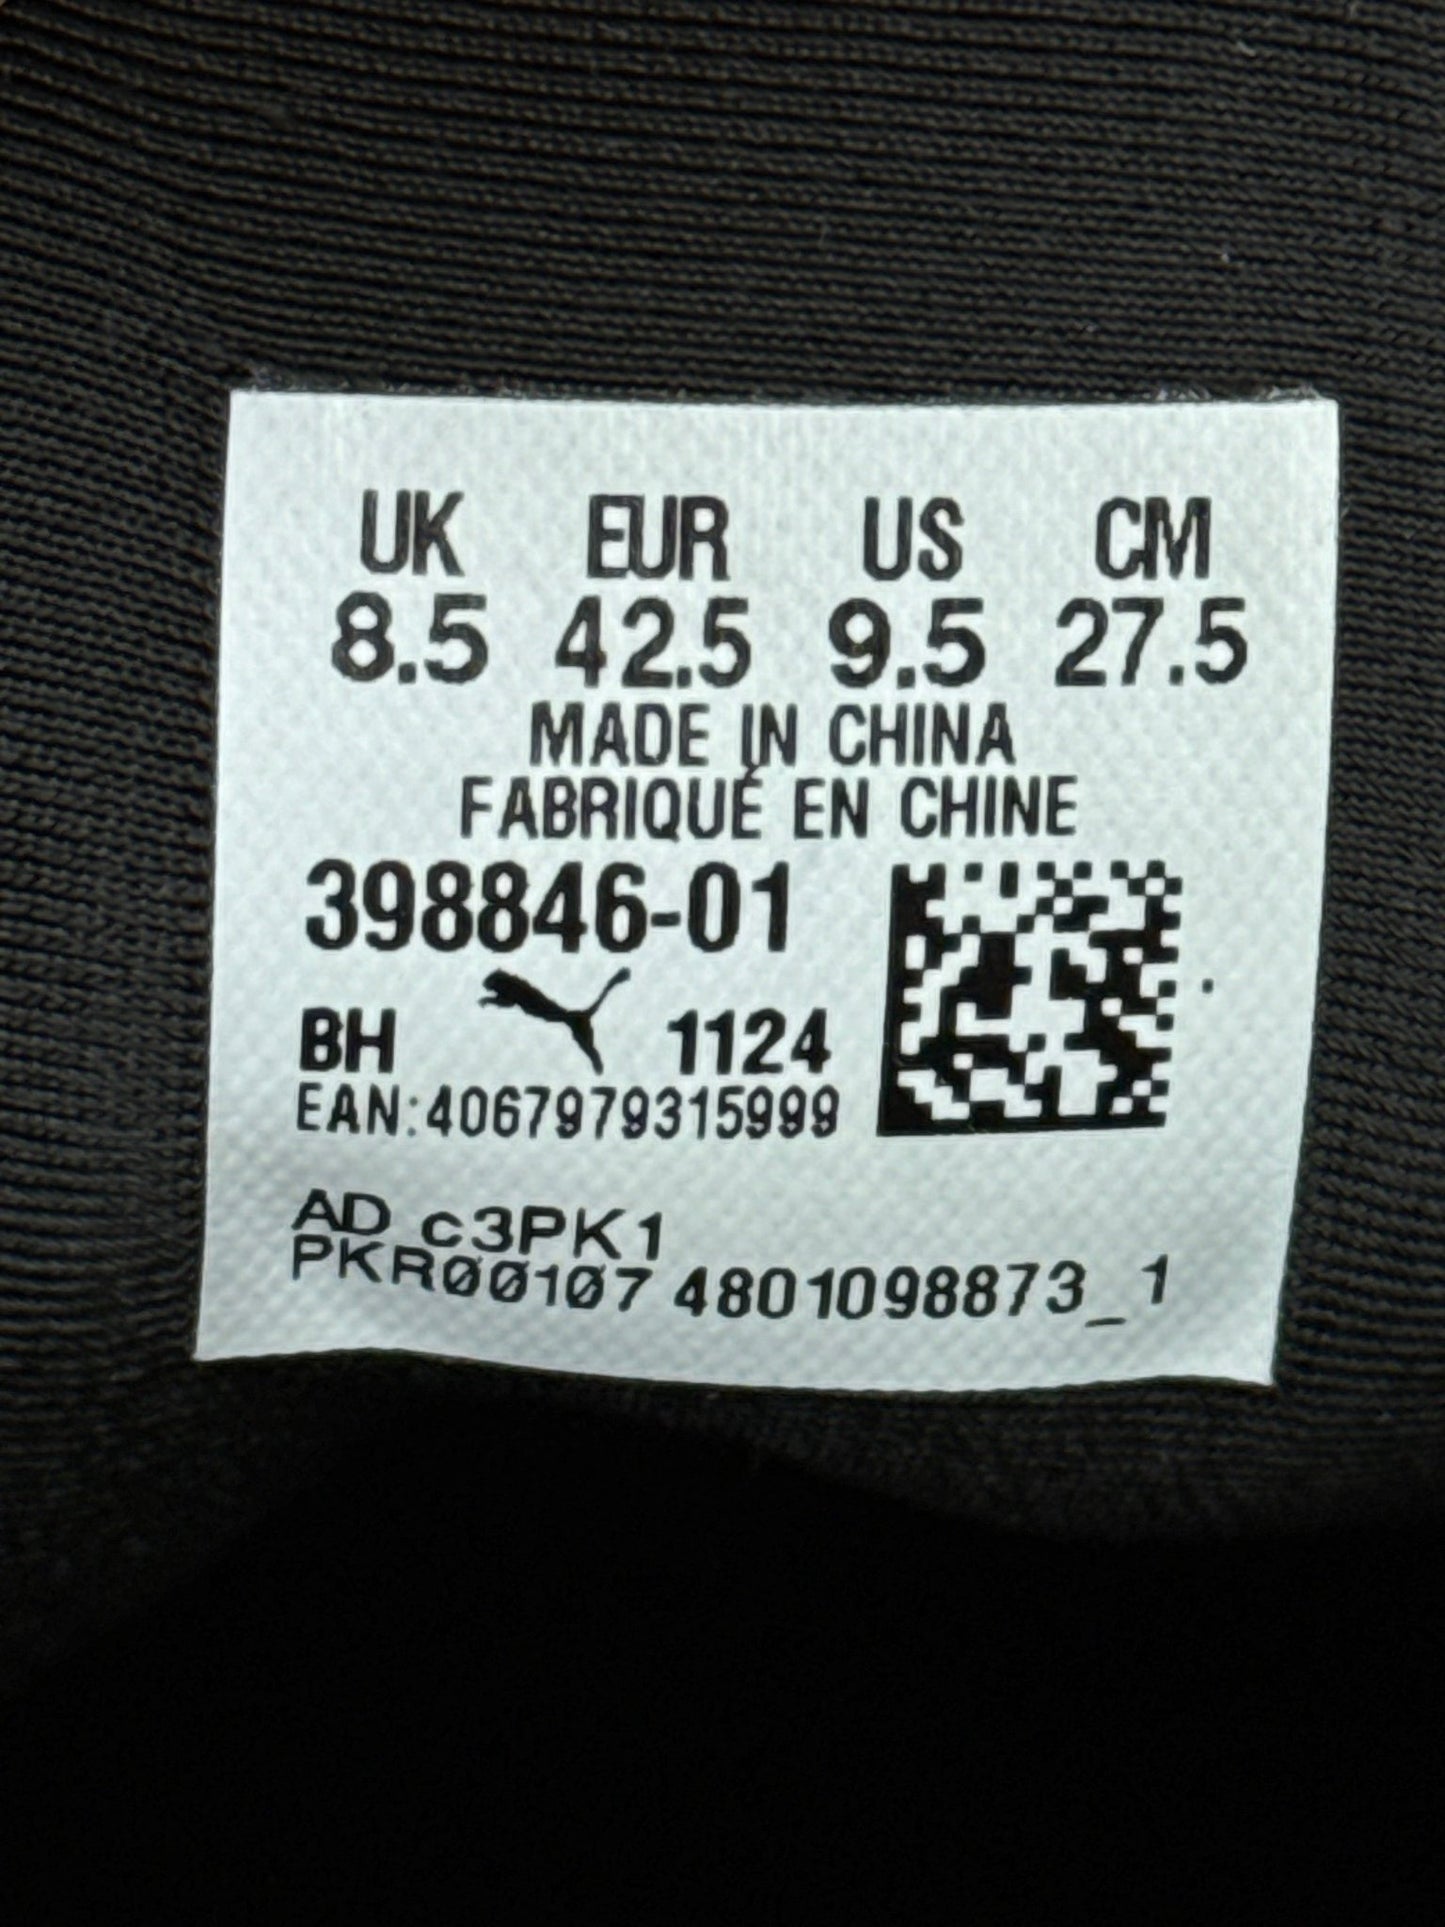 UK EUR US CM
8.5 42.5 9.5 27.5
MADE IN CHINA
FABRIQUÉ EN CHINE
398846-01
BH 1124
EAN:4067979315999
AD c3PK1
PKR00107 4801098873_1